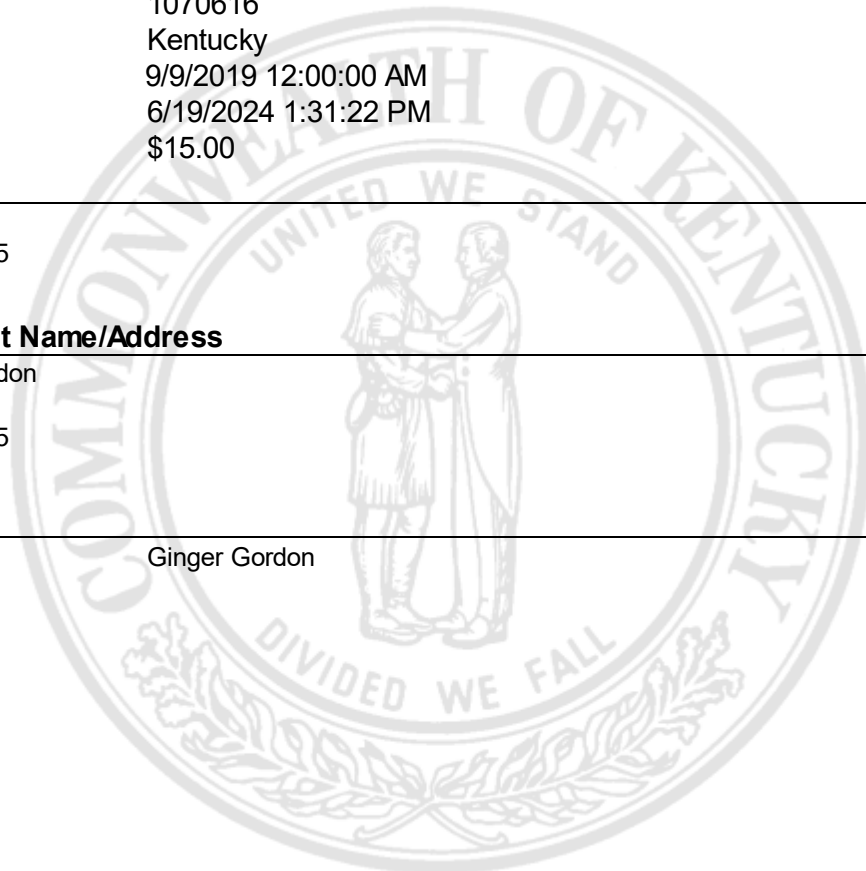 1070616
Kentucky
9/9/2019 12:00:00 AM
6/19/2024 1:31:22 PM
$15.00
5
t Name/Address
don
5
Ginger Gordon
COMMONWEALTH OF KENTUCKY
UNITED WE STAND
DIVIDED WE FALL